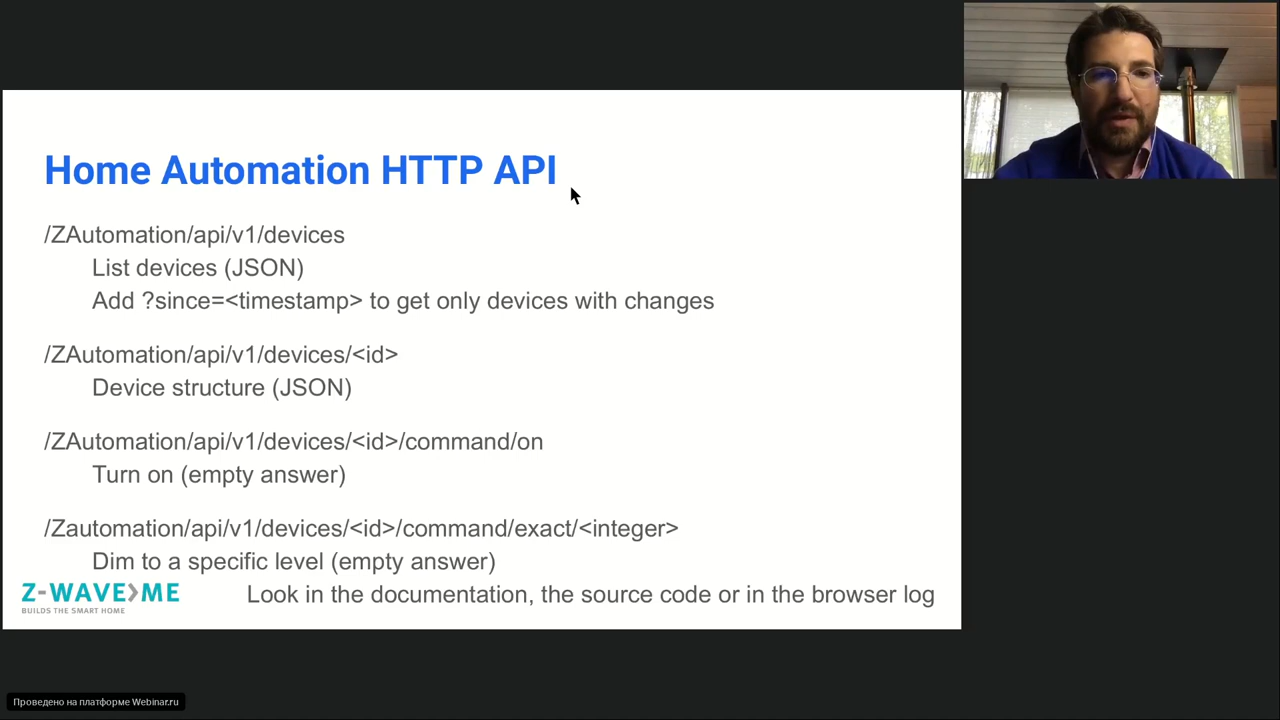 Home Automation HTTP API
/ZAutomation/api/v1/devices
List devices (JSON)
Add ?since=<timestamp> to get only devices with changes
/ZAutomation/api/v1/devices/<id>
Device structure (JSON)
/ZAutomation/api/v1/devices/<id>/command/on
Turn on (empty answer)
/Zautomation/api/v1/devices/<id>/command/exact/<integer>
Dim to a specific level (empty answer)
Look in the documentation, the source code or in the browser log
Z-WAVE>ME
BUILDS THE SMART HOME
Проведено на платформе Webinar.ru